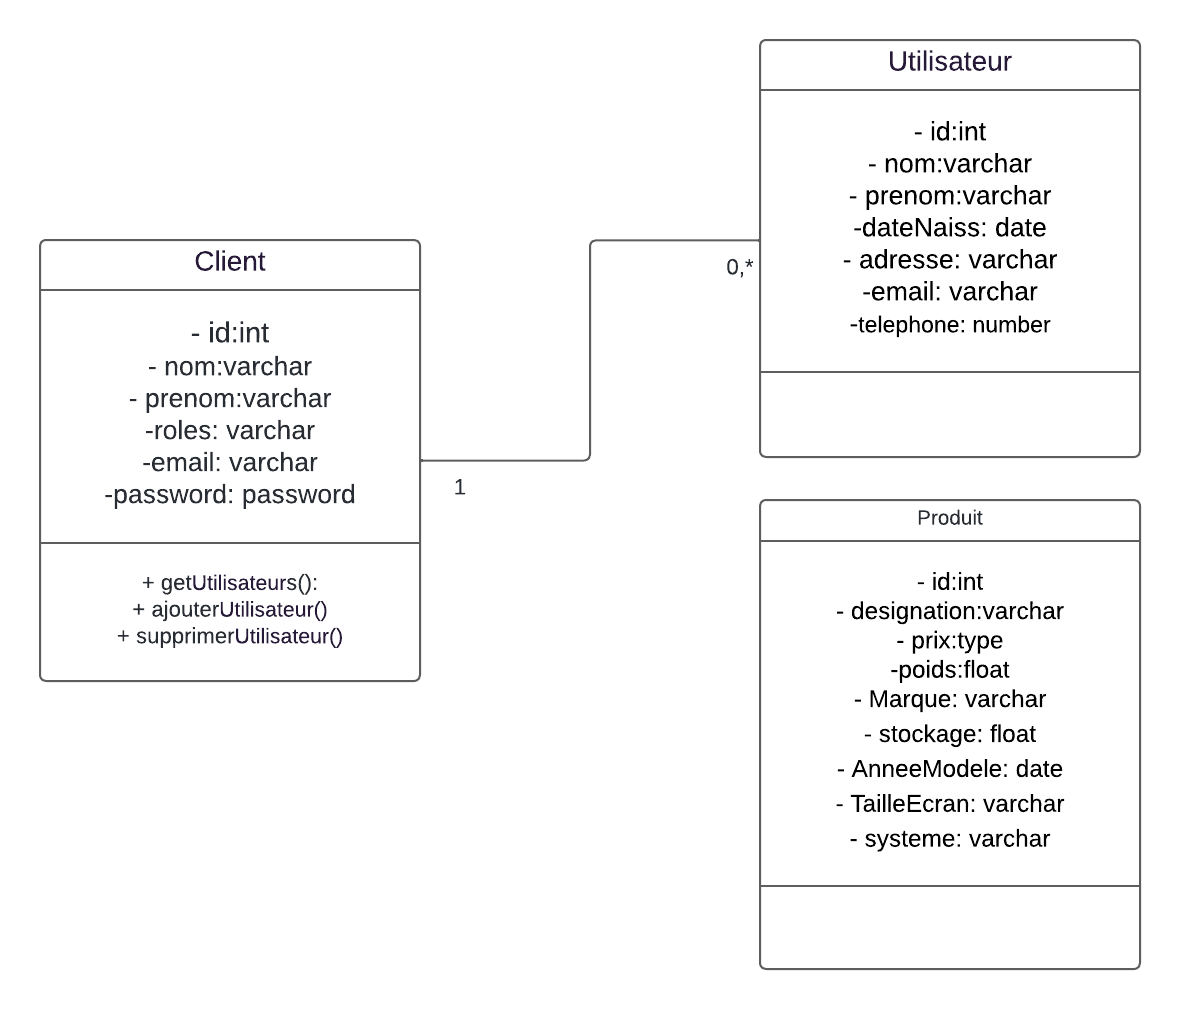 Utilisateur
- id:int
- nom:varchar
- prenom:varchar
-dateNaiss: date
- adresse: varchar
-email: varchar
-telephone: number
0,*
Client
- id:int
- nom:varchar
- prenom:varchar
-roles: varchar
-email: varchar
-password: password
+ getUtilisateurs():
+ ajouterUtilisateur()
+ supprimerUtilisateur()
1
Produit
- id:int
- designation:varchar
- prix:type
-poids:float
- Marque: varchar
- stockage: float
- AnneeModele: date
- TailleEcran: varchar
- systeme: varchar